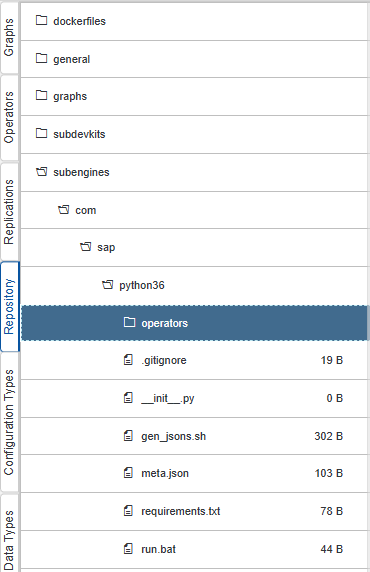 Graphs
Operators
Replications
Repository
Configuration Types
Data Types
dockerfiles
general
graphs
subdevkits
subengines
com
sap
python36
operators
.gitignore 19 B
__init__.py 0 B
gen_jsons.sh 302 B
meta.json 103 B
requirements.txt 78 B
run.bat 44 B